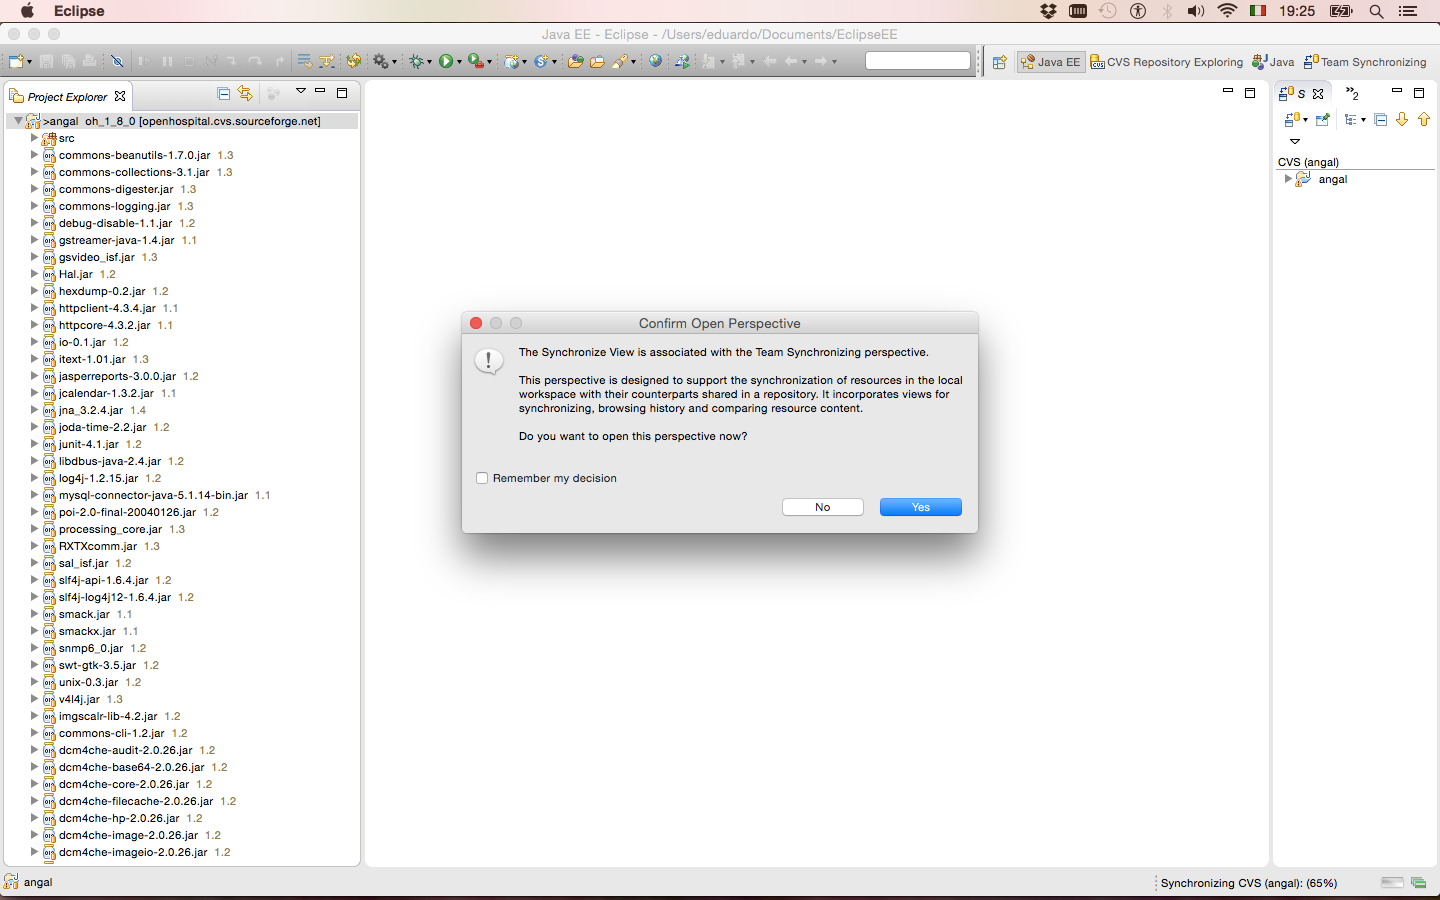 Eclipse
19:25
Java EE - Eclipse - /Users/eduardo/Documents/EclipseEE
Java EE
CVS Repository Exploring
Java
Team Synchronizing
Project Explorer
S
»2
>angal oh_1_8_0 [openhospital.cvs.sourceforge.net]
src
commons-beanutils-1.7.0.jar 1.3
commons-collections-3.1.jar 1.3
commons-digester.jar 1.3
commons-logging.jar 1.3
debug-disable-1.1.jar 1.2
gstreamer-java-1.4.jar 1.1
gsvideo_isf.jar 1.3
Hal.jar 1.2
hexdump-0.2.jar 1.2
httpclient-4.3.4.jar 1.1
httpcore-4.3.2.jar 1.1
io-0.1.jar 1.2
itext-1.01.jar 1.3
jasperreports-3.0.0.jar 1.2
jcalendar-1.3.2.jar 1.1
jna_3.2.4.jar 1.4
joda-time-2.2.jar 1.2
junit-4.1.jar 1.2
libdbus-java-2.4.jar 1.2
log4j-1.2.15.jar 1.2
mysql-connector-java-5.1.14-bin.jar 1.1
poi-2.0-final-20040126.jar 1.2
processing_core.jar 1.3
RXTXcomm.jar 1.3
sal_isf.jar 1.2
slf4j-api-1.6.4.jar 1.2
slf4j-log4j12-1.6.4.jar 1.2
smack.jar 1.1
smackx.jar 1.1
snmp6_0.jar 1.2
swt-gtk-3.5.jar 1.2
unix-0.3.jar 1.2
v4l4j.jar 1.3
imgscalr-lib-4.2.jar 1.2
commons-cli-1.2.jar 1.2
dcm4che-audit-2.0.26.jar 1.2
dcm4che-base64-2.0.26.jar 1.2
dcm4che-core-2.0.26.jar 1.2
dcm4che-filecache-2.0.26.jar 1.2
dcm4che-hp-2.0.26.jar 1.2
dcm4che-image-2.0.26.jar 1.2
dcm4che-imageio-2.0.26.jar 1.2
Confirm Open Perspective
The Synchronize View is associated with the Team Synchronizing perspective.
This perspective is designed to support the synchronization of resources in the local
workspace with their counterparts shared in a repository. It incorporates views for
synchronizing, browsing history and comparing resource content.
Do you want to open this perspective now?
Remember my decision
No
Yes
CVS (angal)
angal
angal
Synchronizing CVS (angal): (65%)